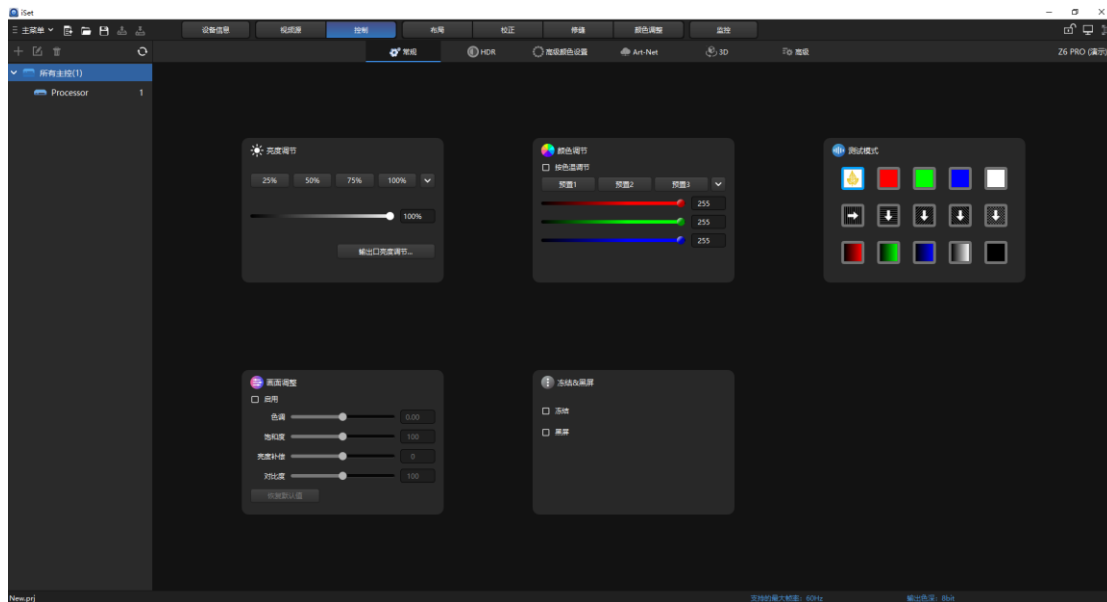 iSet
主菜单
设备信息 视频源 控制 布局 校正 修缝 颜色调整 监控
常规 HDR 高级颜色设置 Art-Net 3D 高级 Z6 PRO (演示)
所有主控(1)
Processor 1
亮度调节
25% 50% 75% 100%
100%
输出口亮度调节...
颜色调节
按色温调节
预置1 预置2 预置3
255
255
255
测试模式
画面调整
启用
色调 0.00
饱和度 100
亮度补偿 0
对比度 100
恢复默认值
冻结&黑屏
冻结
黑屏
New.prj 支持的最大帧率: 60Hz 输出色深: 8bit